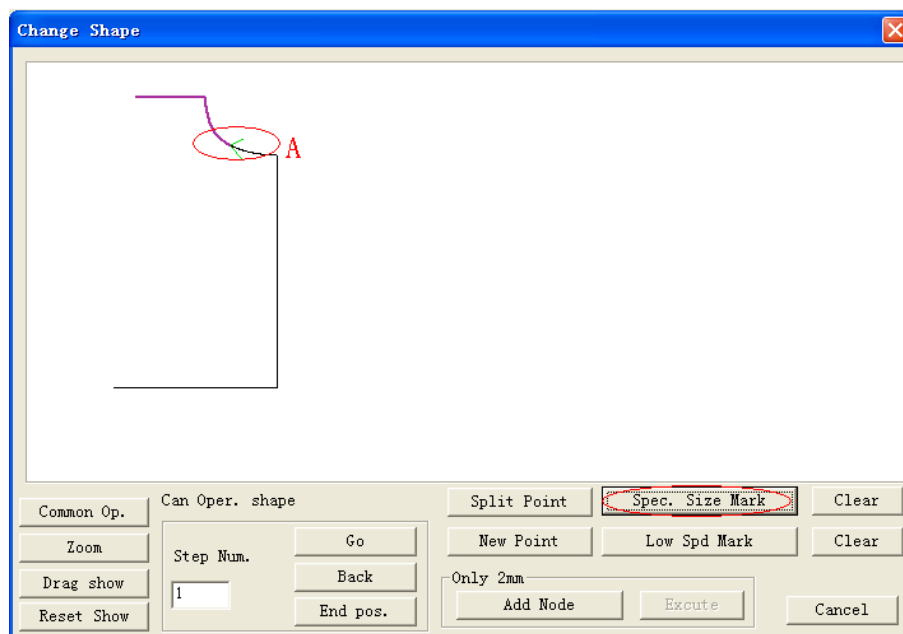 Change Shape
A
Common Op.
Zoom
Drag show
Reset Show
Can Oper. shape
Step Num.
1
Go
Back
End pos.
Split Point
Spec. Size Mark
Clear
New Point
Low Spd Mark
Clear
Only 2mm
Add Node
Excute
Cancel